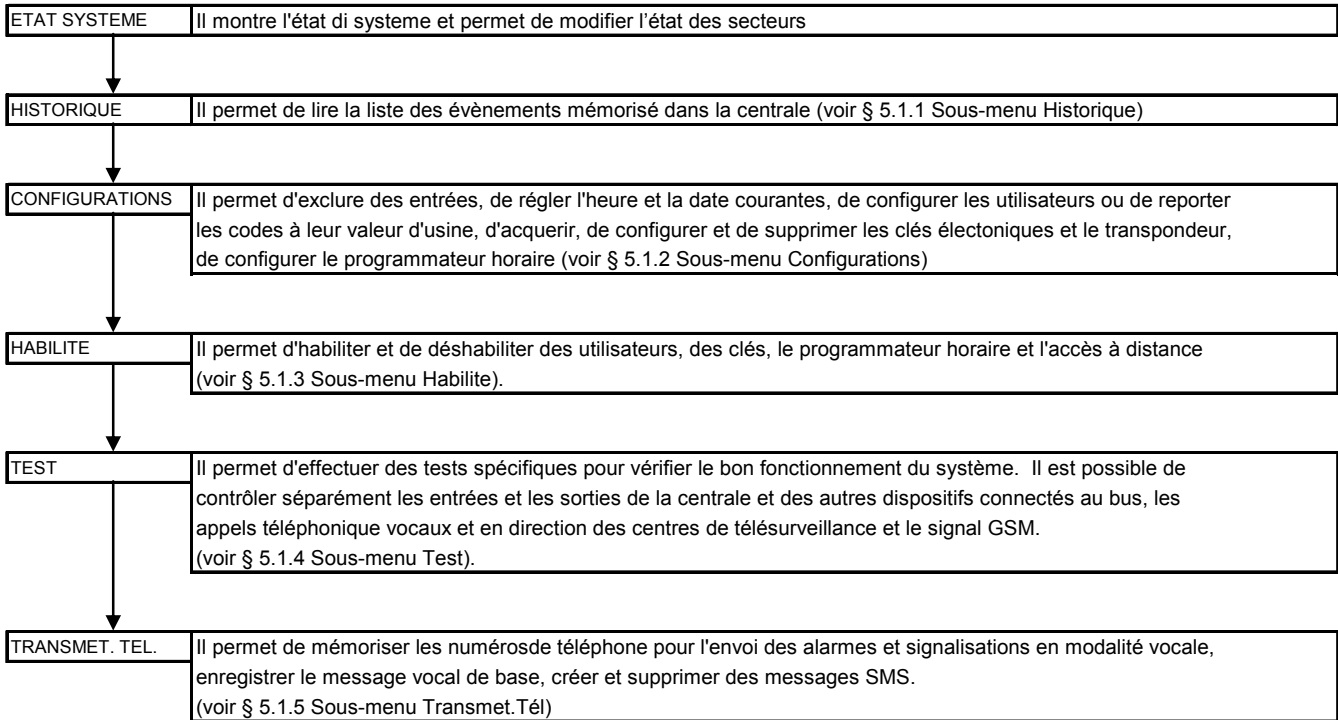 ETAT SYSTEME Il montre l'état di systeme et permet de modifier l’état des secteurs
HISTORIQUE Il permet de lire la liste des évènements mémorisé dans la centrale (voir § 5.1.1 Sous-menu Historique)
CONFIGURATIONS Il permet d'exclure des entrées, de régler l'heure et la date courantes, de configurer les utilisateurs ou de reporter
les codes à leur valeur d'usine, d'acquerir, de configurer et de supprimer les clés électoniques et le transpondeur,
de configurer le programmateur horaire (voir § 5.1.2 Sous-menu Configurations)
HABILITE Il permet d'habiliter et de déshabiliter des utilisateurs, des clés, le programmateur horaire et l'accès à distance
(voir § 5.1.3 Sous-menu Habilite).
TEST Il permet d'effectuer des tests spécifiques pour vérifier le bon fonctionnement du système. Il est possible de
contrôler séparément les entrées et les sorties de la centrale et des autres dispositifs connectés au bus, les
appels téléphonique vocaux et en direction des centres de télésurveillance et le signal GSM.
(voir § 5.1.4 Sous-menu Test).
TRANSMET. TEL. Il permet de mémoriser les numérosde téléphone pour l'envoi des alarmes et signalisations en modalité vocale,
enregistrer le message vocal de base, créer et supprimer des messages SMS.
(voir § 5.1.5 Sous-menu Transmet.Tél)